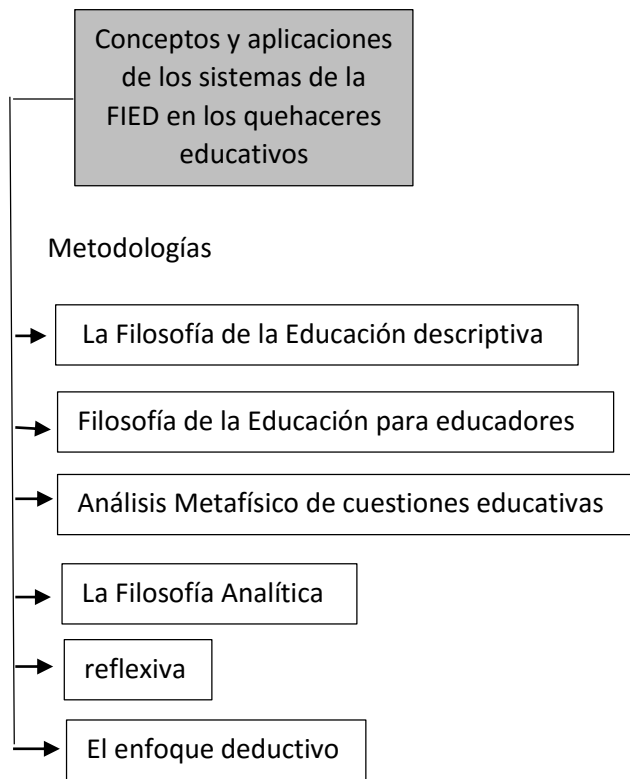 Conceptos y aplicaciones
de los sistemas de la
FIED en los quehaceres
educativos
Metodologías
La Filosofía de la Educación descriptiva
Filosofía de la Educación para educadores
Análisis Metafísico de cuestiones educativas
La Filosofía Analítica
reflexiva
El enfoque deductivo